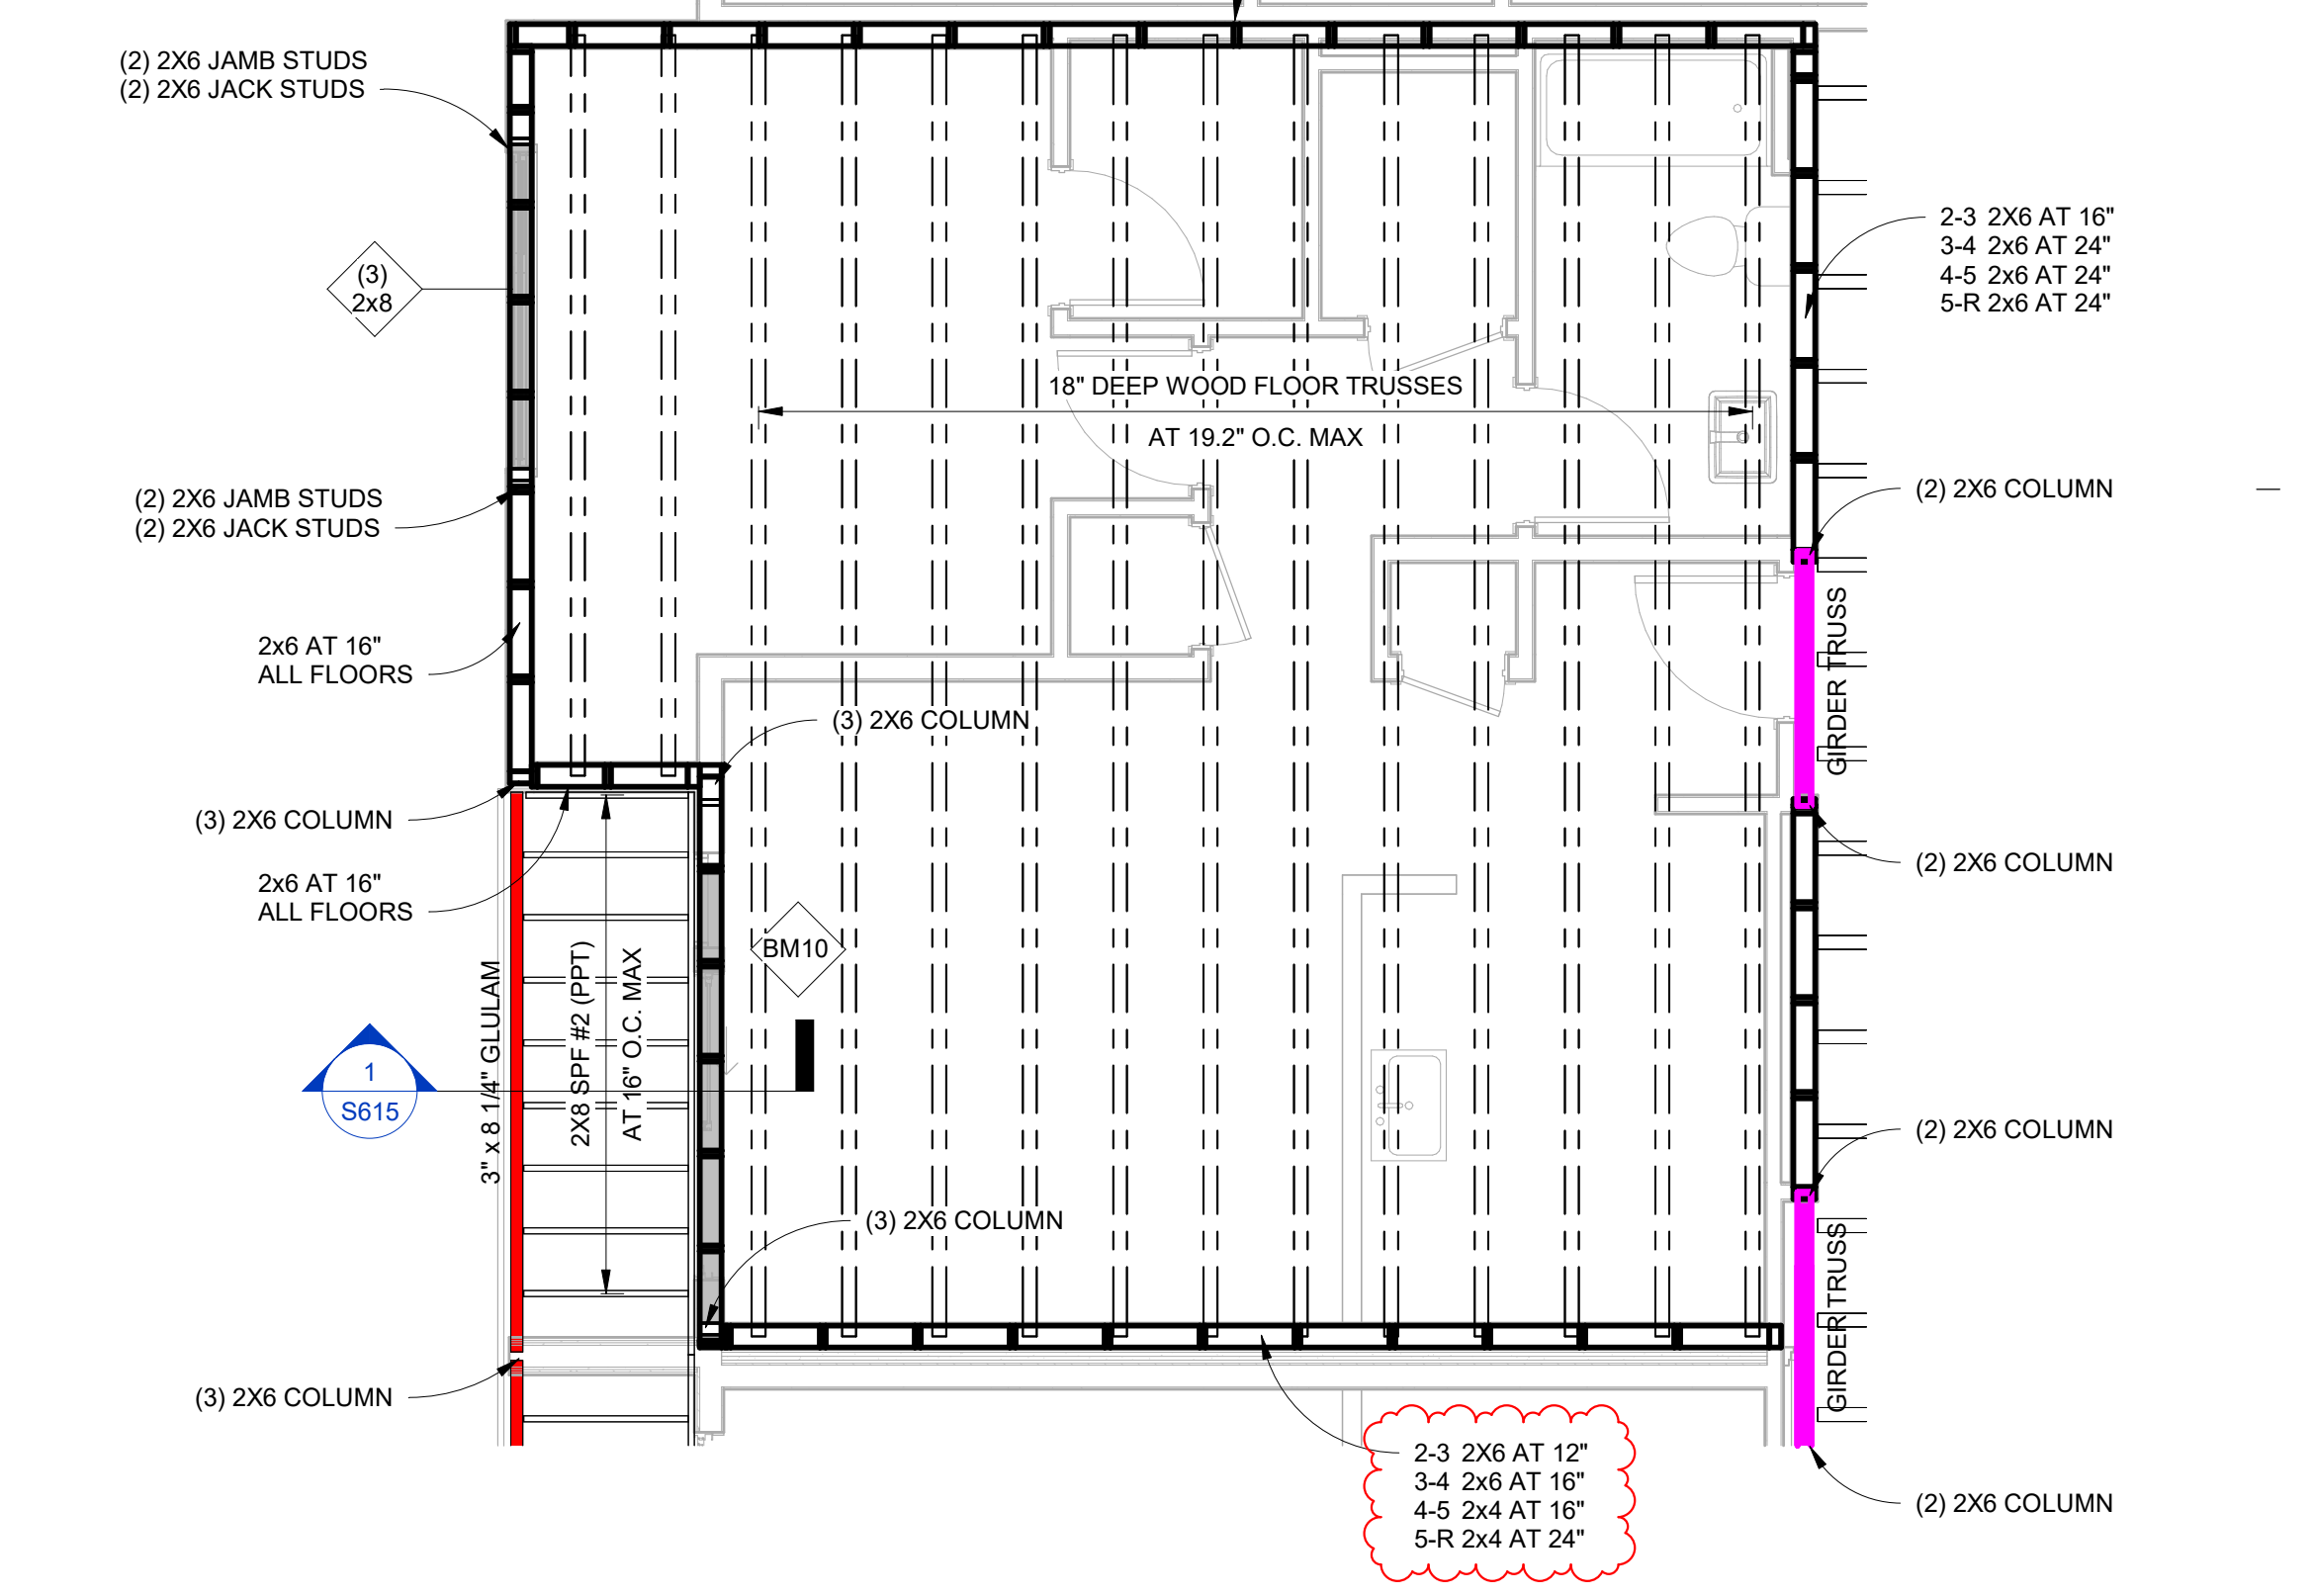 (2) 2X6 JAMB STUDS
(2) 2X6 JACK STUDS
(3)
2x8
2-3 2X6 AT 16"
3-4 2x6 AT 24"
4-5 2x6 AT 24"
5-R 2x6 AT 24"
18" DEEP WOOD FLOOR TRUSSES
AT 19.2" O.C. MAX
(2) 2X6 JAMB STUDS
(2) 2X6 JACK STUDS
(2) 2X6 COLUMN
2x6 AT 16"
ALL FLOORS
GIRDER TRUSS
(3) 2X6 COLUMN
(3) 2X6 COLUMN
(2) 2X6 COLUMN
2x6 AT 16"
ALL FLOORS
BM10
3" x 8 1/4" GLULAM
2X8 SPF #2 (PPT)
AT 16" O.C. MAX
1
S615
(2) 2X6 COLUMN
(3) 2X6 COLUMN
GIRDER TRUSS
(3) 2X6 COLUMN
2-3 2X6 AT 12"
3-4 2x6 AT 16"
4-5 2x4 AT 16"
5-R 2x4 AT 24"
(2) 2X6 COLUMN